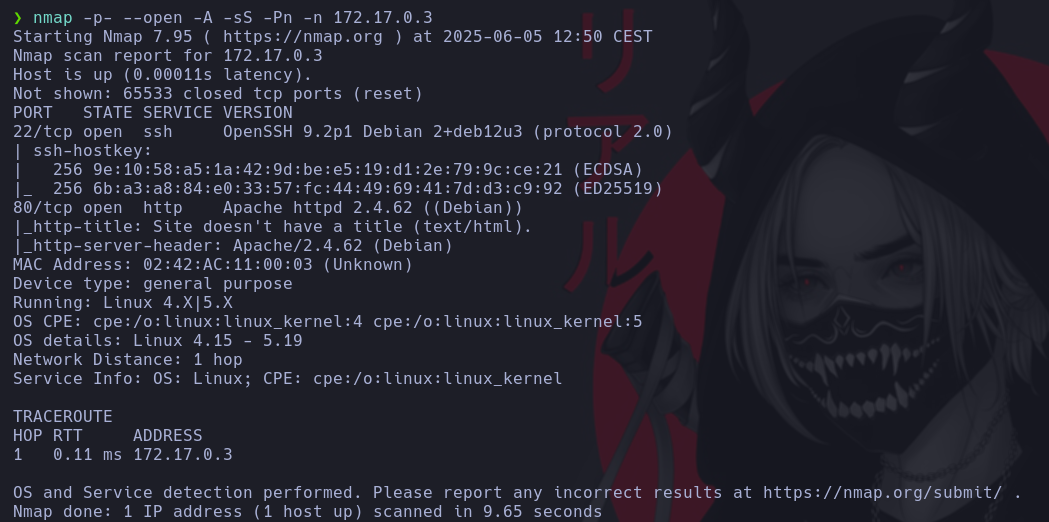 ❯ nmap -p- --open -A -sS -Pn -n 172.17.0.3
Starting Nmap 7.95 ( https://nmap.org ) at 2025-06-05 12:50 CEST
Nmap scan report for 172.17.0.3
Host is up (0.00011s latency).
Not shown: 65533 closed tcp ports (reset)
PORT   STATE SERVICE VERSION
22/tcp open  ssh     OpenSSH 9.2p1 Debian 2+deb12u3 (protocol 2.0)
| ssh-hostkey:
|   256 9e:10:58:a5:1a:42:9d:be:e5:19:d1:2e:79:9c:ce:21 (ECDSA)
|_  256 6b:a3:a8:84:e0:33:57:fc:44:49:69:41:7d:d3:c9:92 (ED25519)
80/tcp open  http    Apache httpd 2.4.62 ((Debian))
|_http-title: Site doesn't have a title (text/html).
|_http-server-header: Apache/2.4.62 (Debian)
MAC Address: 02:42:AC:11:00:03 (Unknown)
Device type: general purpose
Running: Linux 4.X|5.X
OS CPE: cpe:/o:linux:linux_kernel:4 cpe:/o:linux:linux_kernel:5
OS details: Linux 4.15 - 5.19
Network Distance: 1 hop
Service Info: OS: Linux; CPE: cpe:/o:linux:linux_kernel

TRACEROUTE
HOP RTT     ADDRESS
1   0.11 ms 172.17.0.3

OS and Service detection performed. Please report any incorrect results at https://nmap.org/submit/ .
Nmap done: 1 IP address (1 host up) scanned in 9.65 seconds
リアル